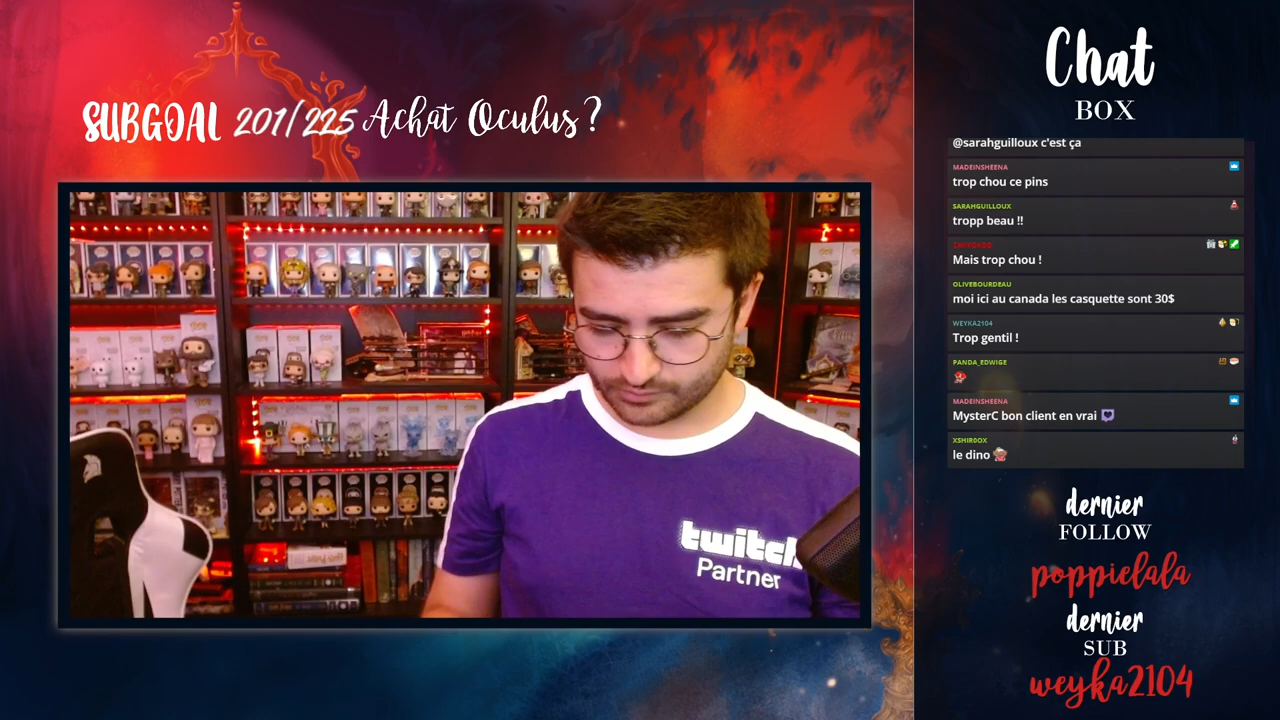 SUBGOAL 201/225 Achat Oculus?
twitch
Partner
Chat
BOX
@sarahguilloux c'est ça
MADEINSHEENA
trop chou ce pins
SARAHGUILLOUX
tropp beau !!
Mais trop chou !
OLIVEBOURDEAU
moi ici au canada les casquette sont 30$
WEYKA2104
Trop gentil !
PANDA_EDWIGE
MADEINSHEENA
MysterC bon client en vrai
XSHIR0OX
le dino
dernier
FOLLOW
poppielala
dernier
SUB
weyka2104